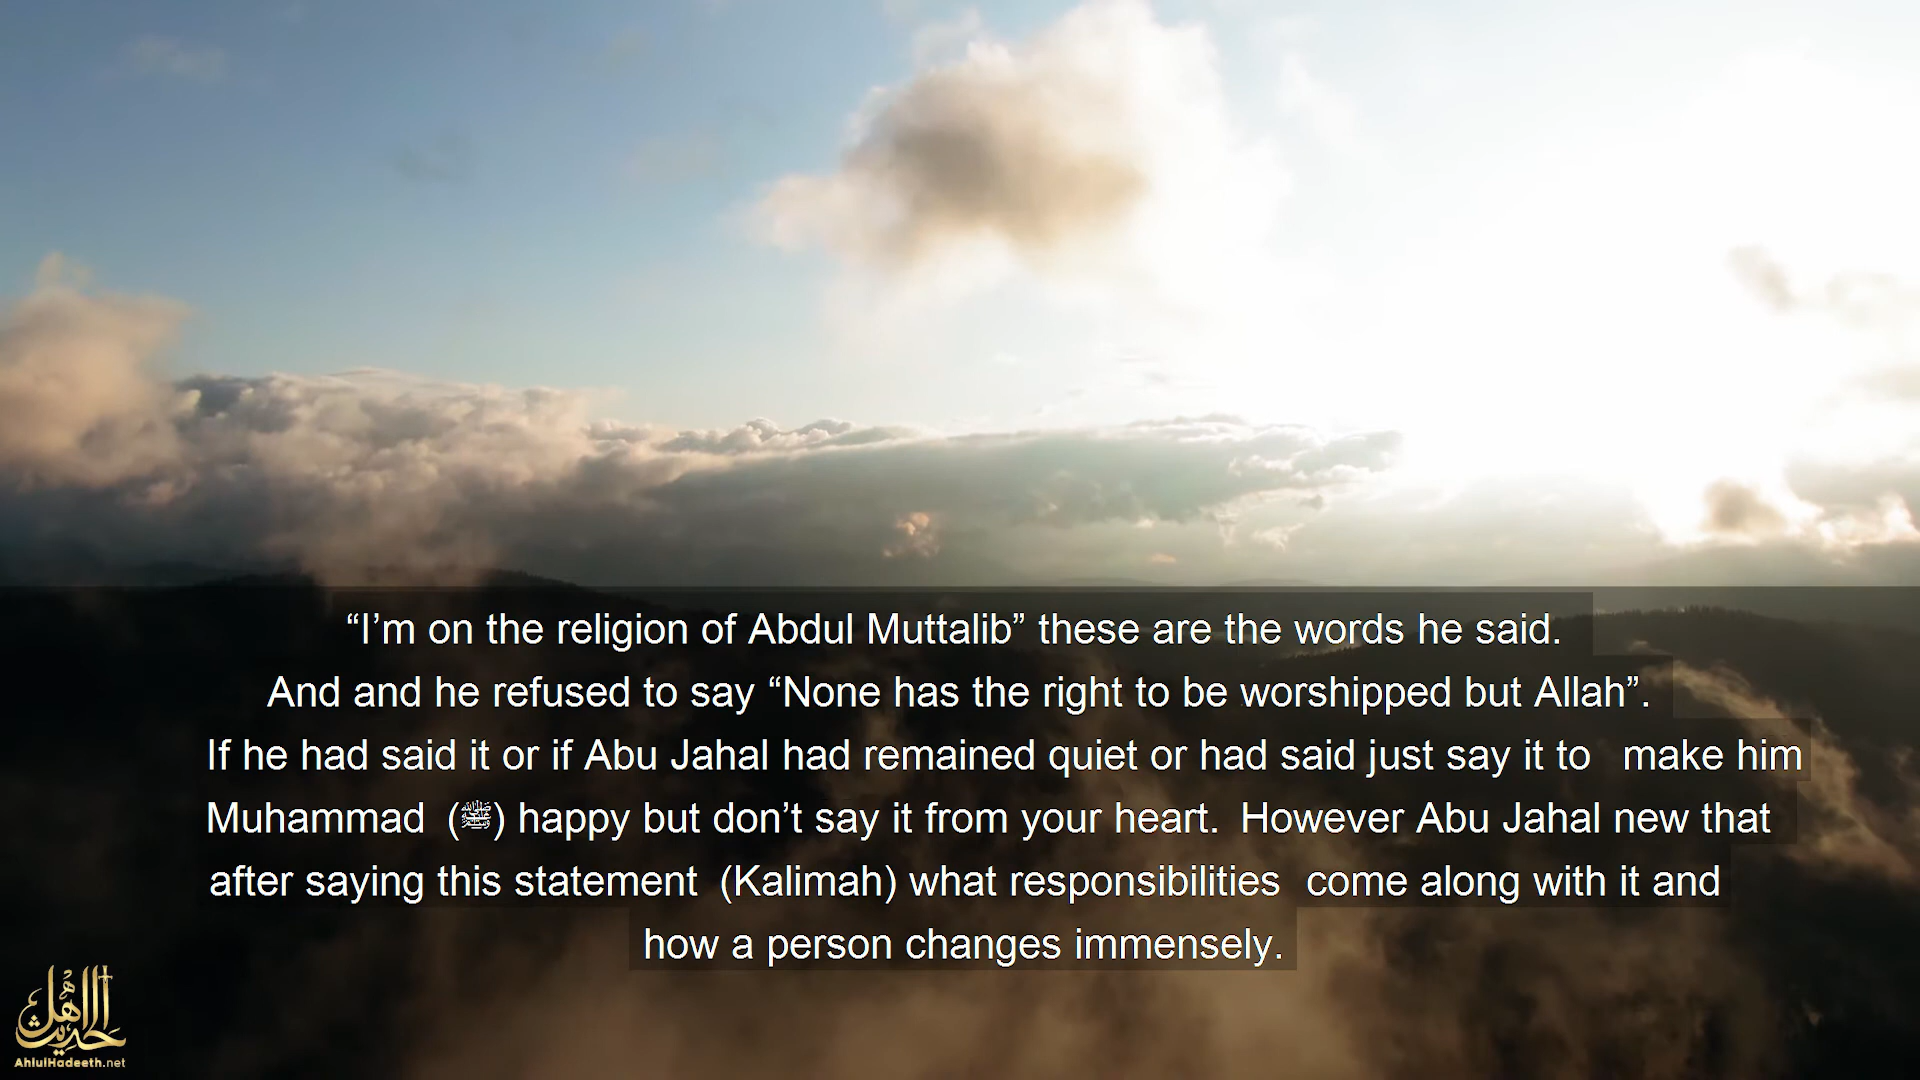 “I’m on the religion of Abdul Muttalib” these are the words he said.
And and he refused to say “None has the right to be worshipped but Allah”.
If he had said it or if Abu Jahal had remained quiet or had said just say it to make him
Muhammad (ﷺ) happy but don’t say it from your heart. However Abu Jahal new that
after saying this statement (Kalimah) what responsibilities come along with it and
how a person changes immensely.
اهل الحديث
AhlulHadeeth.net